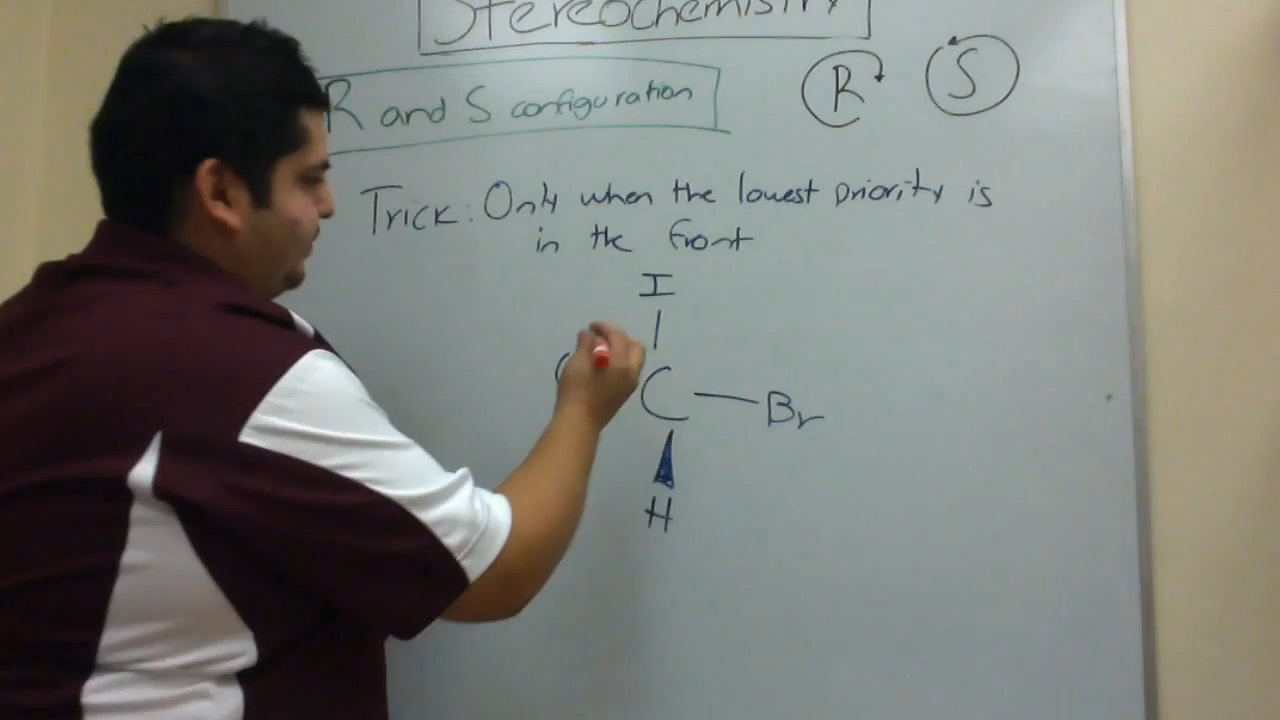 Stereochemistry
R and S configuration
R
S
Trick: Only when the lowest priority is
in the front
I
C
Br
H